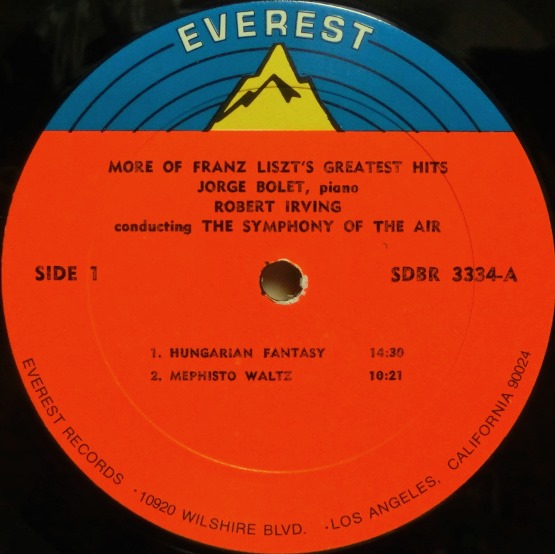 EVEREST
MORE OF FRANZ LISZT'S GREATEST HITS
JORGE BOLET, piano
ROBERT IRVING
conducting THE SYMPHONY OF THE AIR
SIDE 1
SDBR 3334-A
1. HUNGARIAN FANTASY 14:30
2. MEPHISTO WALTZ 10:21
EVEREST RECORDS · 10920 WILSHIRE BLVD. · LOS ANGELES, CALIFORNIA 90024